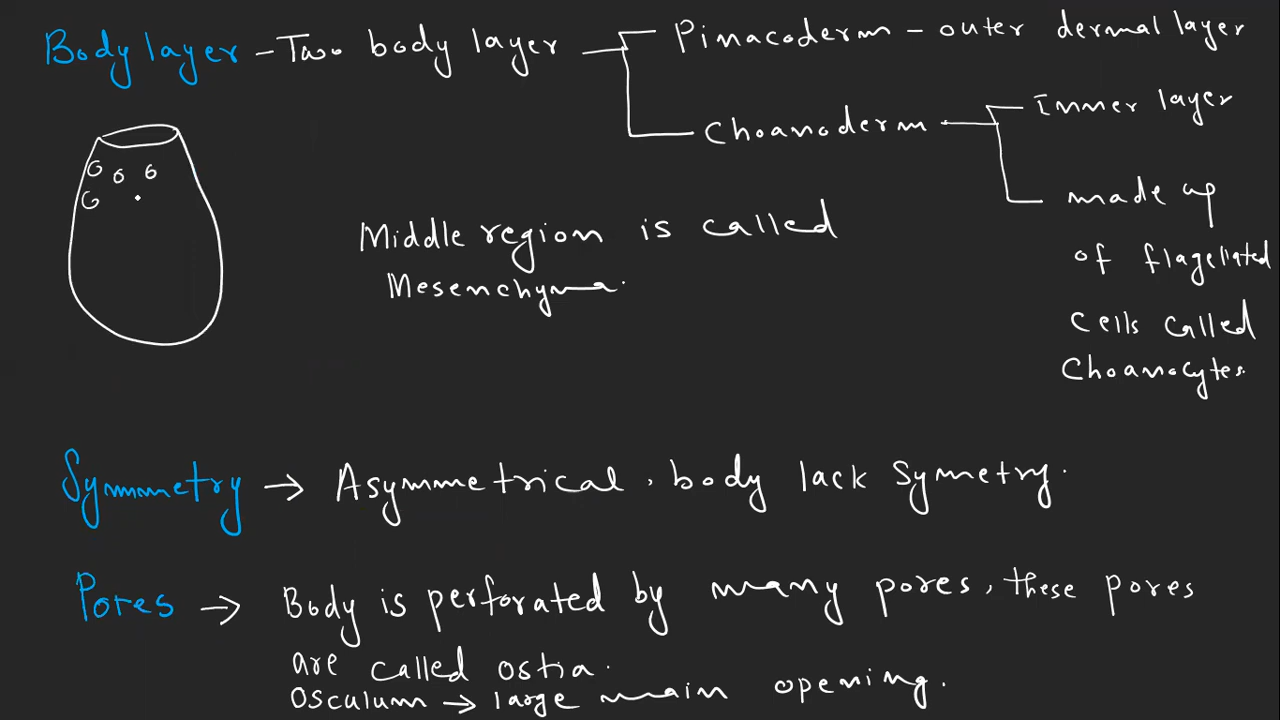 Body layer - Two body layer
Pinacoderm - outer dermal layer
Choanoderm
Inner layer
made up
of flagellated
cells called
Choanocytes.
Middle region is called
Mesenchyma.
Symmetry → Asymmetrical, body lack Symetry.
Pores → Body is perforated by many pores, these pores
are called ostia.
Osculum → large main opening.